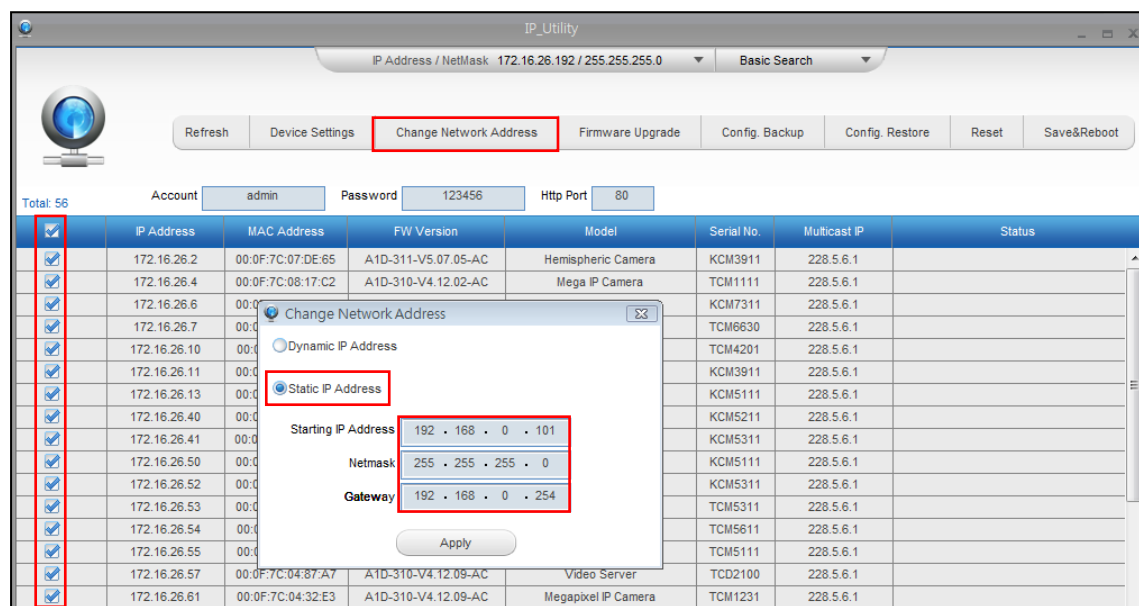 IP_Utility
IP Address / NetMask 172.16.26.192 / 255.255.255.0 Basic Search
Refresh Device Settings Change Network Address Firmware Upgrade Config. Backup Config. Restore Reset Save&Reboot
Total: 56 Account admin Password 123456 Http Port 80
IP Address MAC Address FW Version Model Serial No. Multicast IP Status
172.16.26.2 00:0F:7C:07:DE:65 A1D-311-V5.07.05-AC Hemispheric Camera KCM3911 228.5.6.1
172.16.26.4 00:0F:7C:08:17:C2 A1D-310-V4.12.02-AC Mega IP Camera TCM1111 228.5.6.1
172.16.26.6 KCM7311 228.5.6.1
172.16.26.7 TCM6630 228.5.6.1
172.16.26.10 TCM4201 228.5.6.1
172.16.26.11 KCM3911 228.5.6.1
172.16.26.13 KCM5111 228.5.6.1
172.16.26.40 KCM5211 228.5.6.1
172.16.26.41 KCM5311 228.5.6.1
172.16.26.50 KCM5111 228.5.6.1
172.16.26.52 KCM5311 228.5.6.1
172.16.26.53 TCM5311 228.5.6.1
172.16.26.54 TCM5611 228.5.6.1
172.16.26.55 TCM5111 228.5.6.1
172.16.26.57 00:0F:7C:04:87:A7 A1D-310-V4.12.09-AC Video Server TCD2100 228.5.6.1
172.16.26.61 00:0F:7C:04:32:E3 A1D-310-V4.12.09-AC Megapixel IP Camera TCM1231 228.5.6.1
Change Network Address
Dynamic IP Address
Static IP Address
Starting IP Address 192 . 168 . 0 . 101
Netmask 255 . 255 . 255 . 0
Gateway 192 . 168 . 0 . 254
Apply